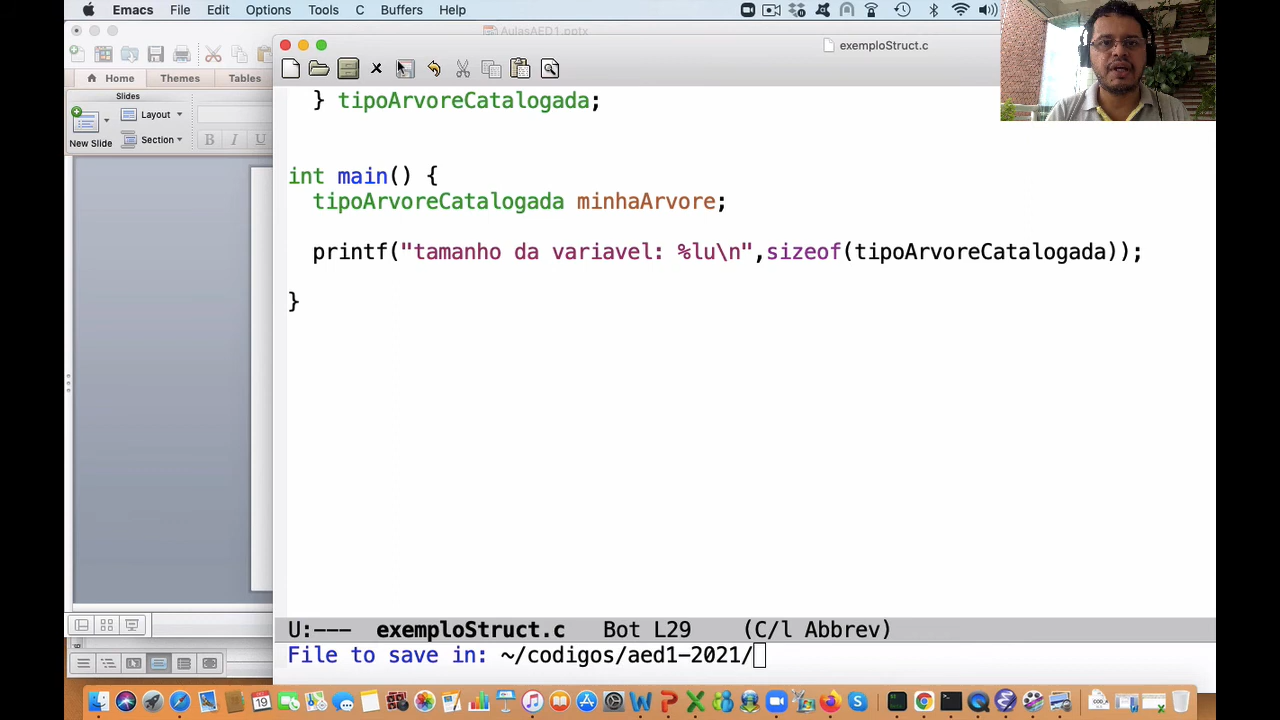 Emacs File Edit Options Tools C Buffers Help
AulasAED1.pptx
exemploStruct.c
Home Themes Tables
Slides
Layout
Section
New Slide
B I U
} tipoArvoreCatalogada;
int main() {
tipoArvoreCatalogada minhaArvore;
printf("tamanho da variavel: %lu\n",sizeof(tipoArvoreCatalogada));
}
U:--- exemploStruct.c Bot L29 (C/l Abbrev)
File to save in: ~/codigos/aed1-2021/